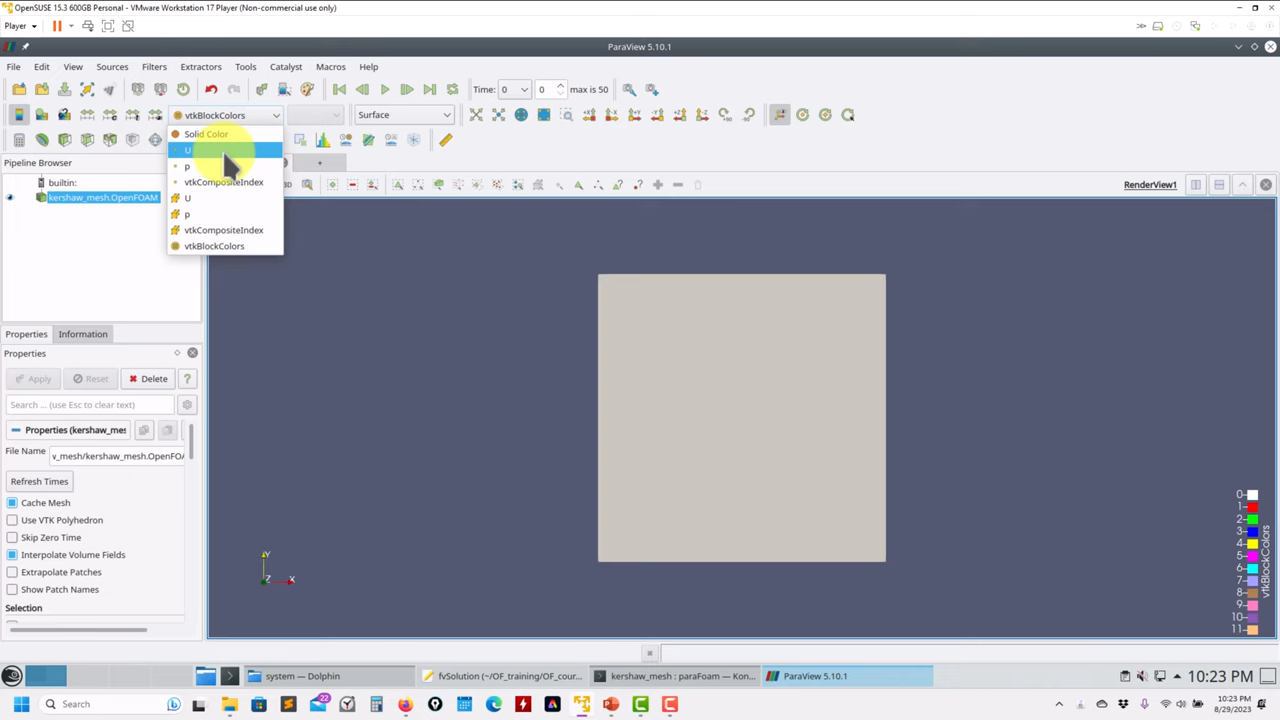 OpenSUSE 15.3 600GB Personal - VMware Workstation 17 Player (Non-commercial use only)
Player
ParaView 5.10.1
File Edit View Sources Filters Extractors Tools Catalyst Macros Help
Time: 0 0 max is 50
vtkBlockColors Surface
Solid Color
U
p
vtkCompositeIndex
U
p
vtkCompositeIndex
vtkBlockColors
Pipeline Browser
builtin:
kershaw_mesh.OpenFOAM
RenderView1
Properties Information
Properties
Apply Reset Delete ?
Search ... (use Esc to clear text)
Properties (kershaw_mes
File Name v_mesh/kershaw_mesh.OpenFOA
Refresh Times
Cache Mesh
Use VTK Polyhedron
Skip Zero Time
Interpolate Volume Fields
Extrapolate Patches
Show Patch Names
Selection
Y
Z X
0
1
2
3
4
5
6
7
8
9
10
11
vtkBlockColors
system — Dolphin
fvSolution (~/OF_training/OF_cour...
kershaw_mesh : paraFoam — Kon...
ParaView 5.10.1
10:23 PM
Search
22
10:23 PM
8/29/2023